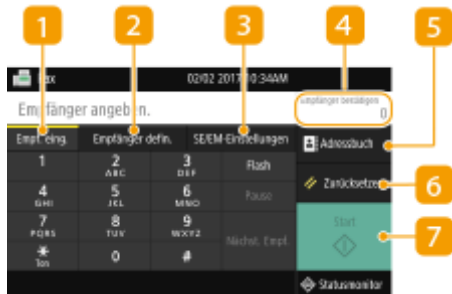 1 2 3 4 5
Fax 02/02 2017 10:34AM
Empfänger angeben.
Empfänger bestätigen
0
Empf. eing. Empfänger defin. SE/EM-Einstellungen
Adressbuch
1 2 3 Flash
ABC DEF
Zurücksetzen 6
4 5 6 Pause
GHI JKL MNO
Start 7
7 8 9
PQRS TUV WXYZ
Nächst. Empf.
* 0 #
Ton
Statusmonitor